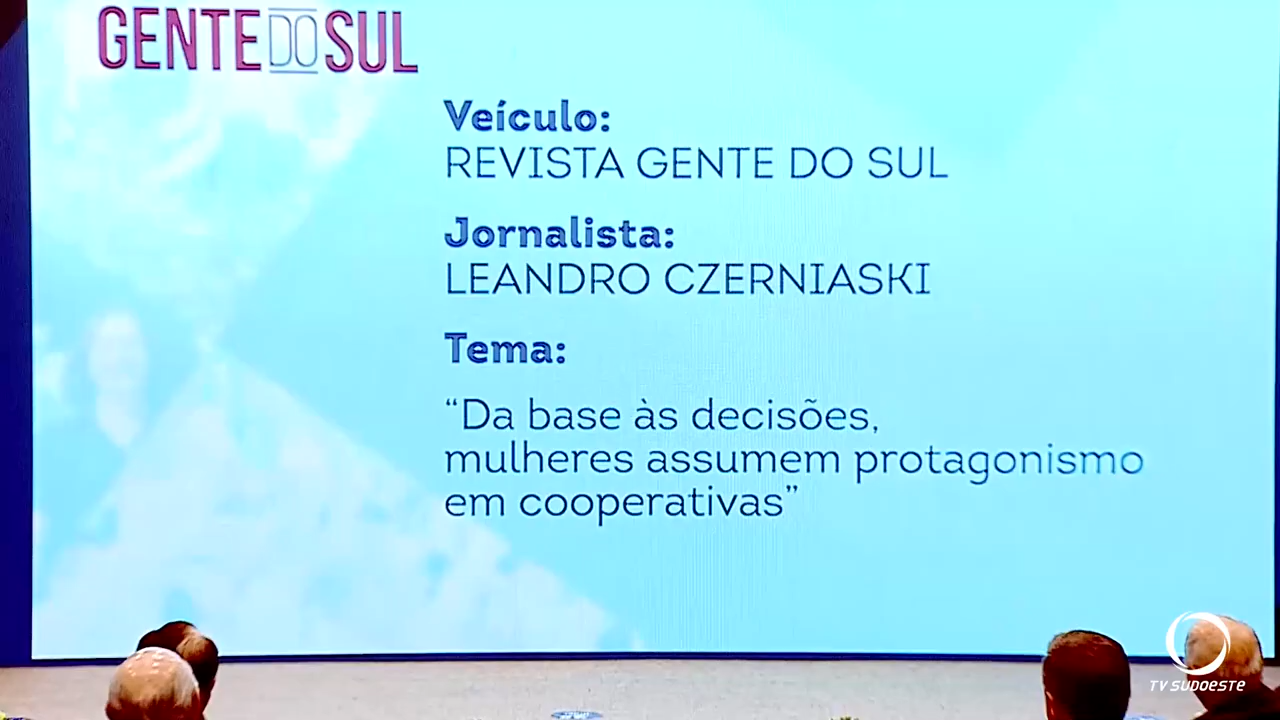 GENTE DO SUL
Veículo:
REVISTA GENTE DO SUL
Jornalista:
LEANDRO CZERNIASKI
Tema:
“Da base às decisões,
mulheres assumem protagonismo
em cooperativas”
TV SUDOESTE